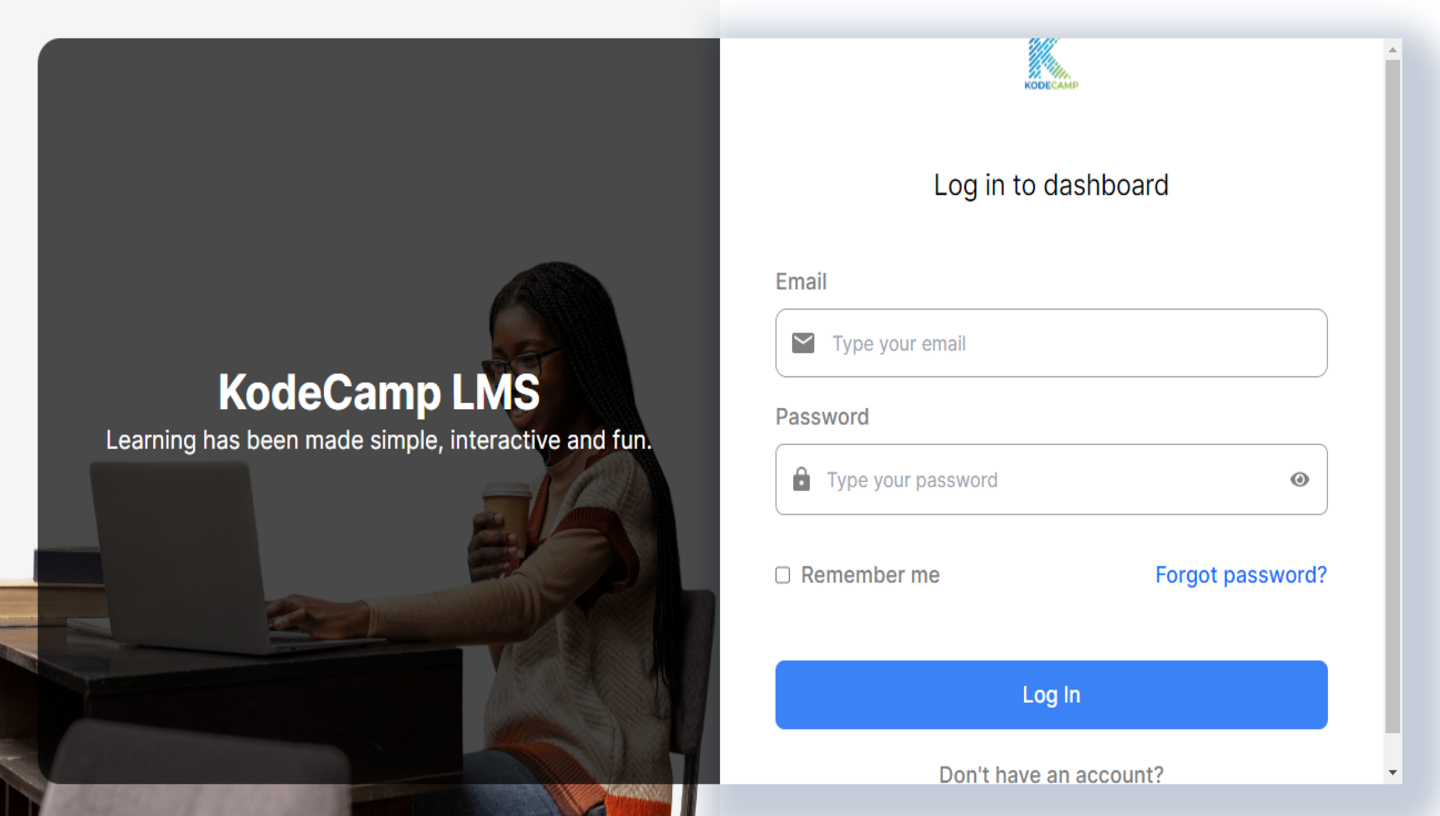 KodeCamp LMS
Learning has been made simple, interactive and fun.
KODECAMP
Log in to dashboard
Email
Type your email
Password
Type your password
Remember me
Forgot password?
Log In
Don't have an account?